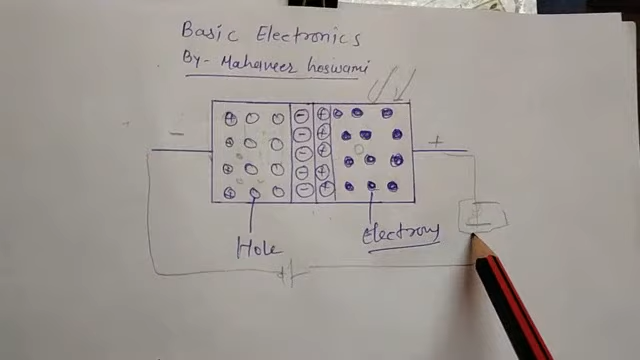 Basic Electronics
By- Mahaveer Goswami
-
+
Hole
Electrons